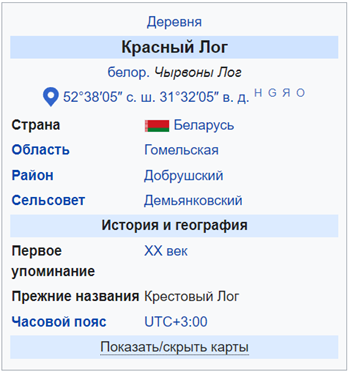 Деревня
Красный Лог
белор. Чырвоны Лог
52°38′05″ с. ш. 31°32′05″ в. д. H G Я O
Страна Беларусь
Область Гомельская
Район Добрушский
Сельсовет Демьянковский
История и география
Первое XX век
упоминание
Прежние названия Крестовый Лог
Часовой пояс UTC+3:00
Показать/скрыть карты